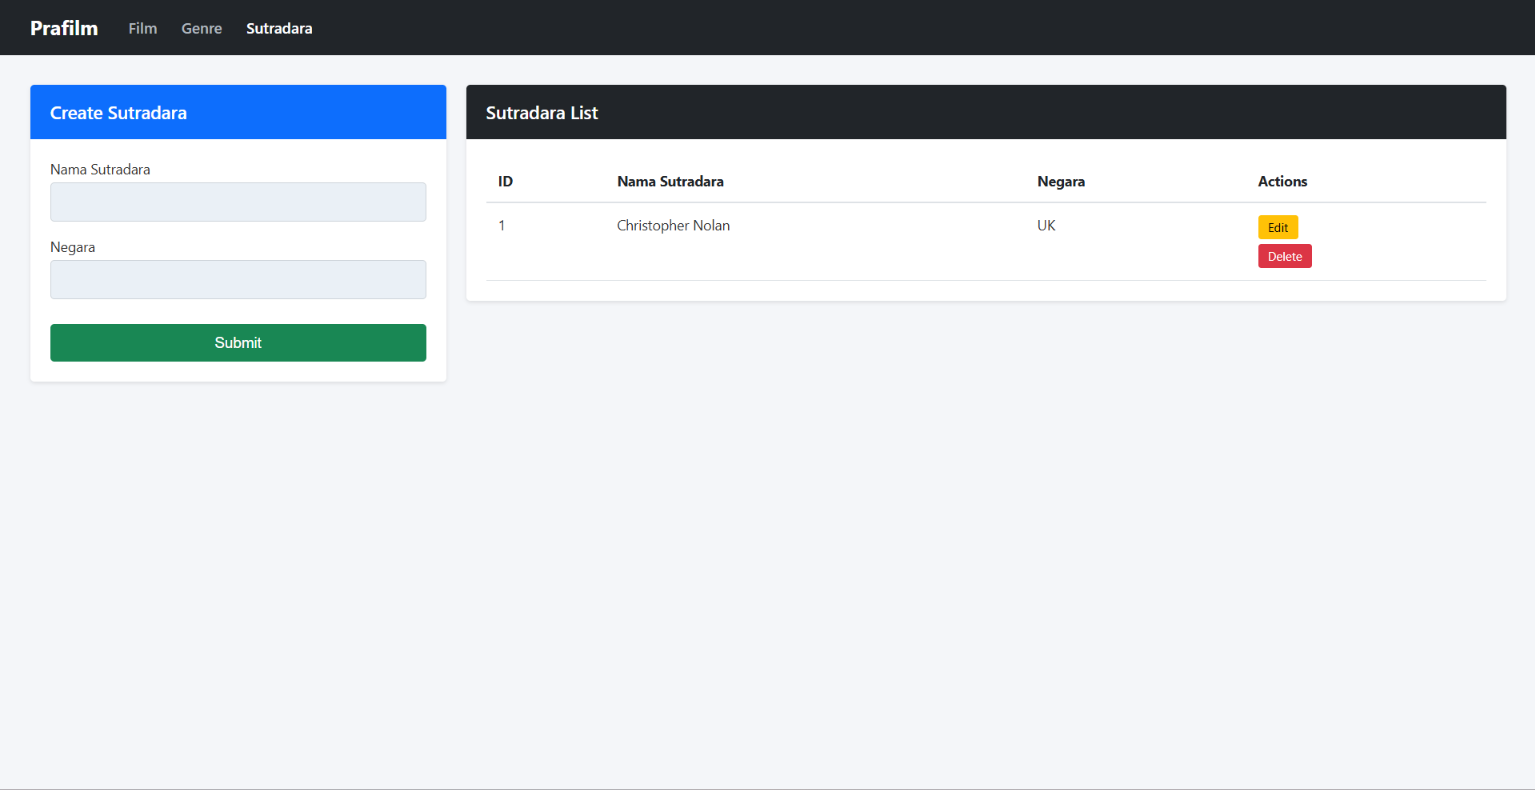 Prafilm Film Genre Sutradara
Create Sutradara
Nama Sutradara
Negara
Submit
Sutradara List
ID Nama Sutradara Negara Actions
1 Christopher Nolan UK Edit
Delete